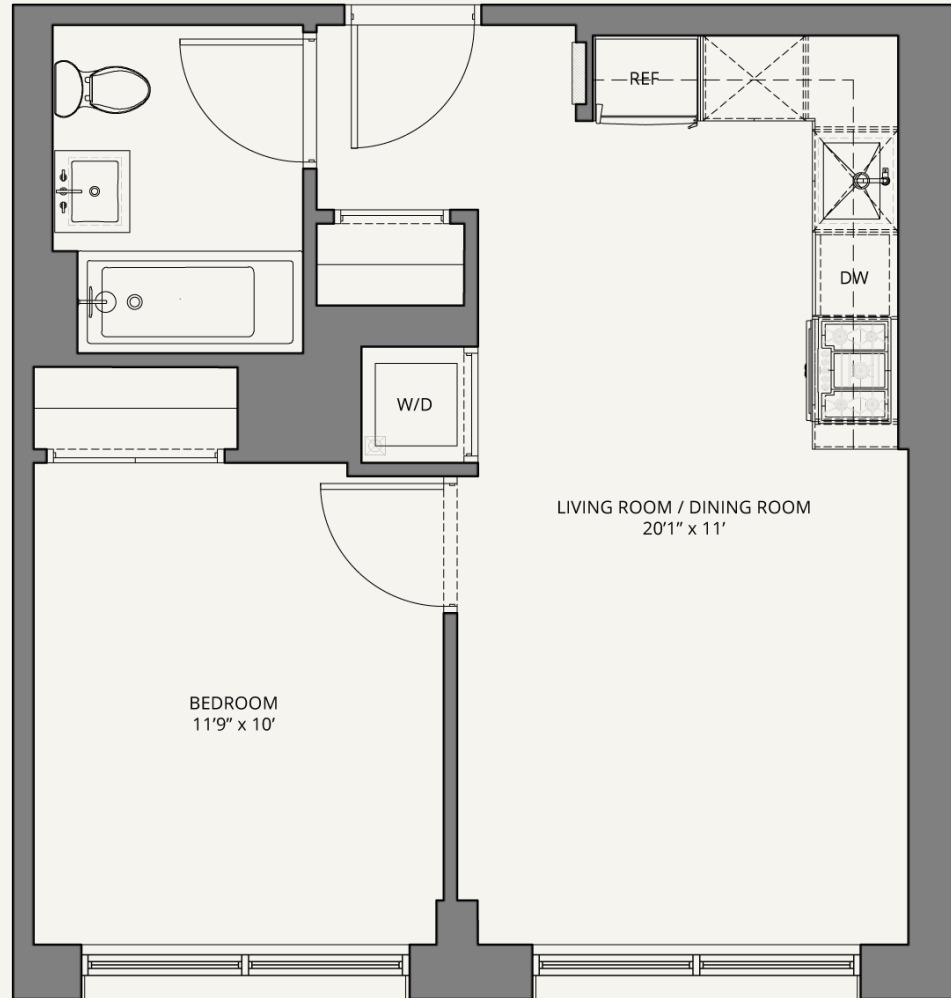 REF
DW
W/D
LIVING ROOM / DINING ROOM
20’1” x 11’
BEDROOM
11’9” x 10’